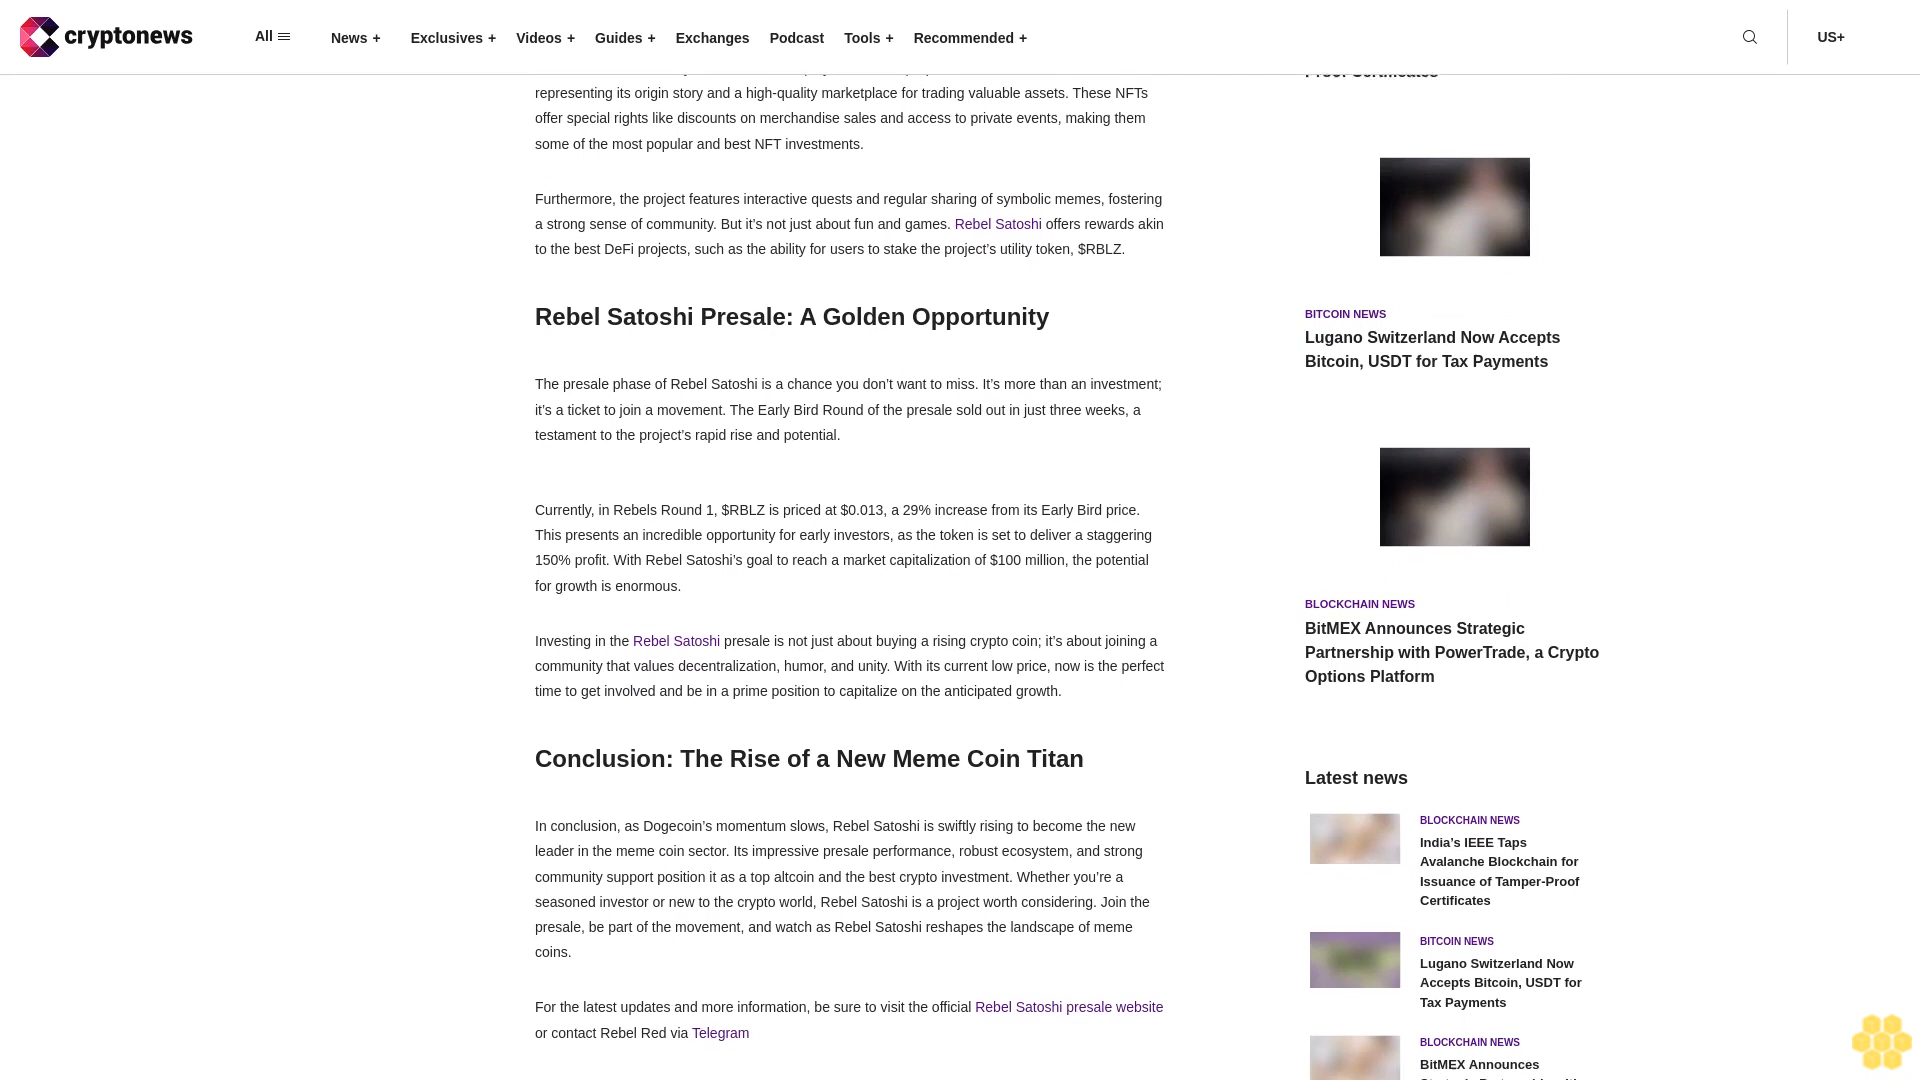 cryptonews
All
News +
Exclusives +
Videos +
Guides +
Exchanges
Podcast
Tools +
Recommended +
US+
representing its origin story and a high-quality marketplace for trading valuable assets. These NFTs
offer special rights like discounts on merchandise sales and access to private events, making them
some of the most popular and best NFT investments.
Furthermore, the project features interactive quests and regular sharing of symbolic memes, fostering
a strong sense of community. But it’s not just about fun and games. Rebel Satoshi offers rewards akin
to the best DeFi projects, such as the ability for users to stake the project’s utility token, $RBLZ.
Rebel Satoshi Presale: A Golden Opportunity
The presale phase of Rebel Satoshi is a chance you don’t want to miss. It’s more than an investment;
it’s a ticket to join a movement. The Early Bird Round of the presale sold out in just three weeks, a
testament to the project’s rapid rise and potential.
Currently, in Rebels Round 1, $RBLZ is priced at $0.013, a 29% increase from its Early Bird price.
This presents an incredible opportunity for early investors, as the token is set to deliver a staggering
150% profit. With Rebel Satoshi’s goal to reach a market capitalization of $100 million, the potential
for growth is enormous.
Investing in the Rebel Satoshi presale is not just about buying a rising crypto coin; it’s about joining a
community that values decentralization, humor, and unity. With its current low price, now is the perfect
time to get involved and be in a prime position to capitalize on the anticipated growth.
Conclusion: The Rise of a New Meme Coin Titan
In conclusion, as Dogecoin’s momentum slows, Rebel Satoshi is swiftly rising to become the new
leader in the meme coin sector. Its impressive presale performance, robust ecosystem, and strong
community support position it as a top altcoin and the best crypto investment. Whether you’re a
seasoned investor or new to the crypto world, Rebel Satoshi is a project worth considering. Join the
presale, be part of the movement, and watch as Rebel Satoshi reshapes the landscape of meme
coins.
For the latest updates and more information, be sure to visit the official Rebel Satoshi presale website
or contact Rebel Red via Telegram
Proof Certificates
BITCOIN NEWS
Lugano Switzerland Now Accepts
Bitcoin, USDT for Tax Payments
BLOCKCHAIN NEWS
BitMEX Announces Strategic
Partnership with PowerTrade, a Crypto
Options Platform
Latest news
BLOCKCHAIN NEWS
India’s IEEE Taps
Avalanche Blockchain for
Issuance of Tamper-Proof
Certificates
BITCOIN NEWS
Lugano Switzerland Now
Accepts Bitcoin, USDT for
Tax Payments
BLOCKCHAIN NEWS
BitMEX Announces